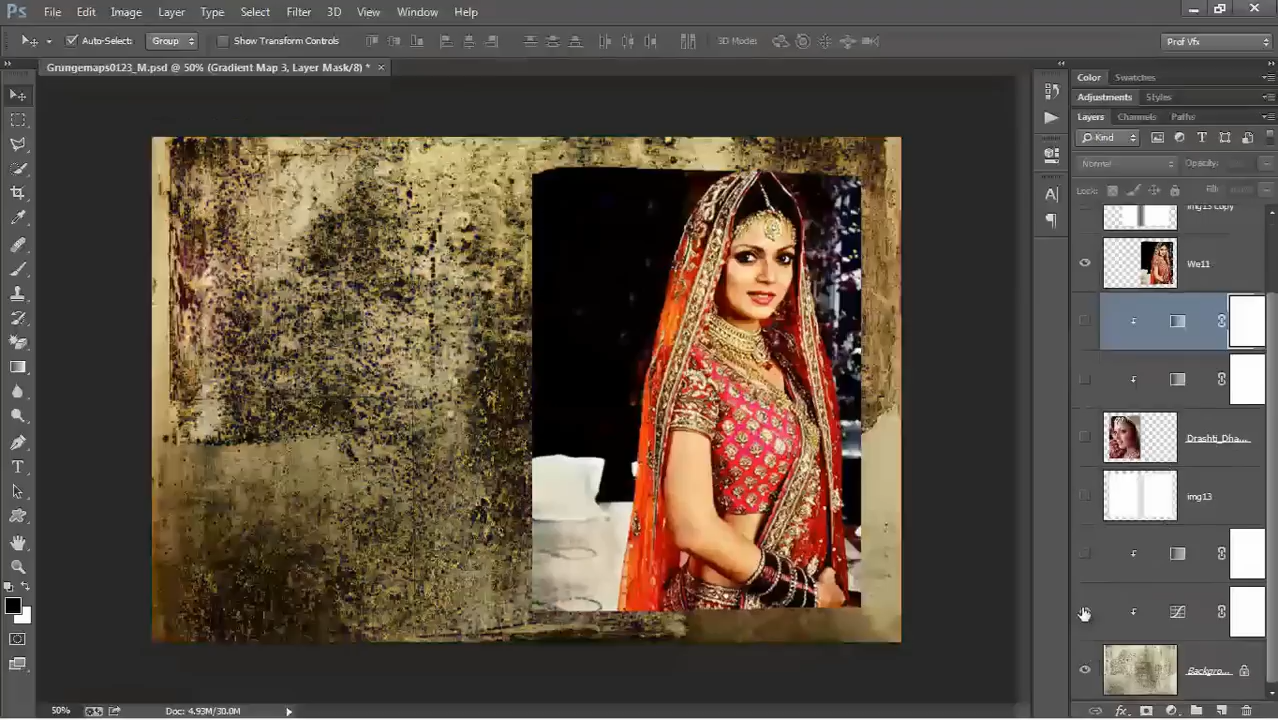 Ps File Edit Image Layer Type Select Filter 3D View Window Help
Auto-Select: Group Show Transform Controls 3D Modes Prof Vfx
Grungemaps0123_M.psd @ 50% (Gradient Map 3, Layer Mask/8) *
Color Swatches
Adjustments Styles
Layers Channels Paths
Kind
Normal Opacity:
Lock: Fill:
img13 copy
We11
Drashti_Dha...
img13
Backgro...
50% Doc: 4.93M/30.0M